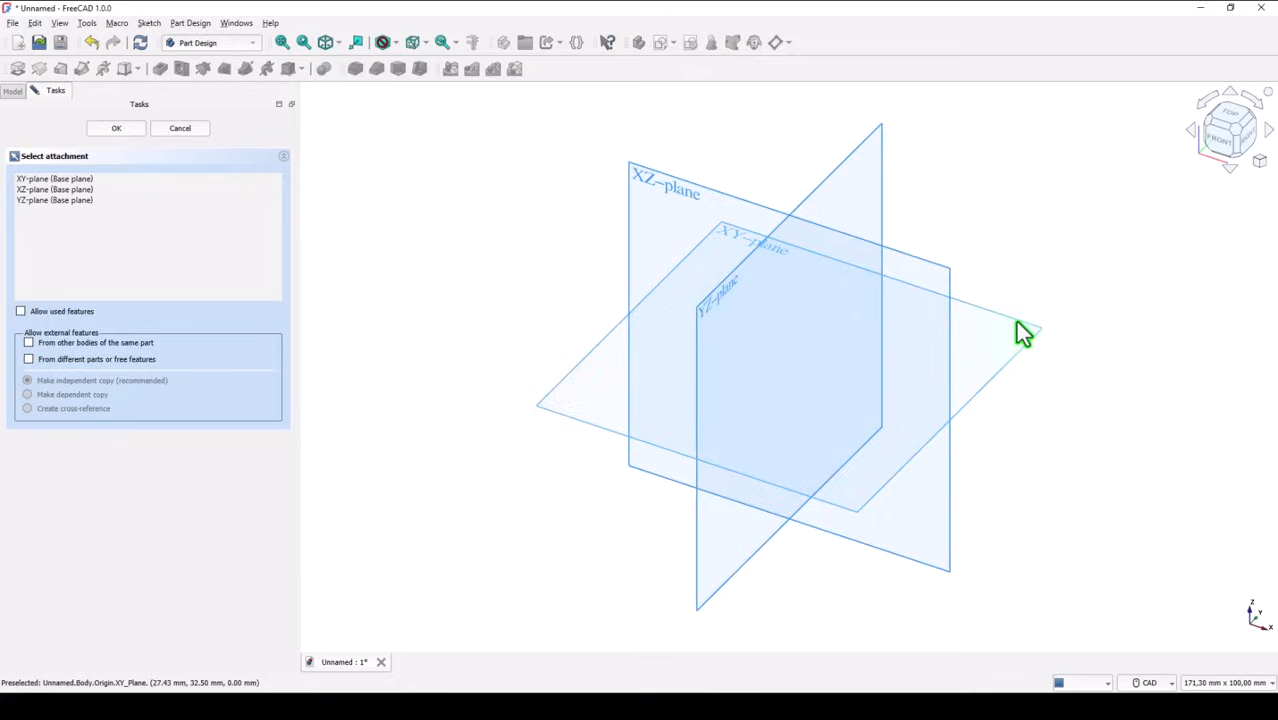 * Unnamed - FreeCAD 1.0.0
File Edit View Tools Macro Sketch Part Design Windows Help
Part Design
Model Tasks
Tasks
OK Cancel
Select attachment
XY-plane (Base plane)
XZ-plane (Base plane)
YZ-plane (Base plane)
Allow used features
Allow external features
From other bodies of the same part
From different parts or free features
Make independent copy (recommended)
Make dependent copy
Create cross-reference
XZ-plane
XY-plane
YZ-plane
TOP
FRONT
RIGHT
Z
Y
X
Unnamed : 1*
Preselected: Unnamed.Body.Origin.XY_Plane. (27.43 mm, 32.50 mm, 0.00 mm)
CAD
171,30 mm x 100,00 mm